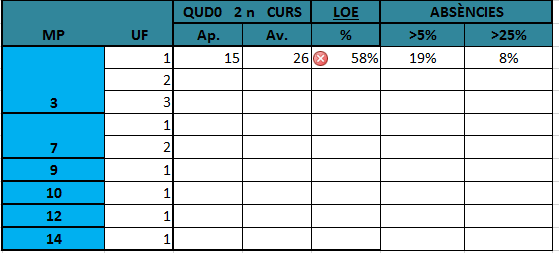 QUD0 2 n CURS LOE ABSÈNCIES
MP UF Ap. Av. % >5% >25%
3 1 15 26 58% 19% 8%
2
3
7 1
2
9 1
10 1
12 1
14 1